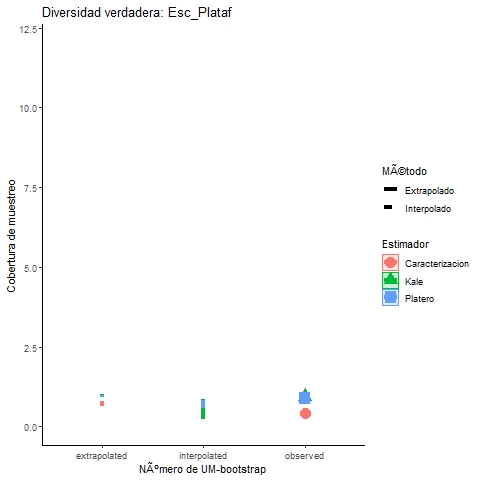 Diversidad verdadera: Esc_Plataf
12.5
10.0
7.5
5.0
2.5
0.0
Cobertura de muestreo
extrapolated interpolated observed
NÃºmero de UM-bootstrap
MÃ©todo
Extrapolado
Interpolado
Estimador
Caracterizacion
Kale
Platero